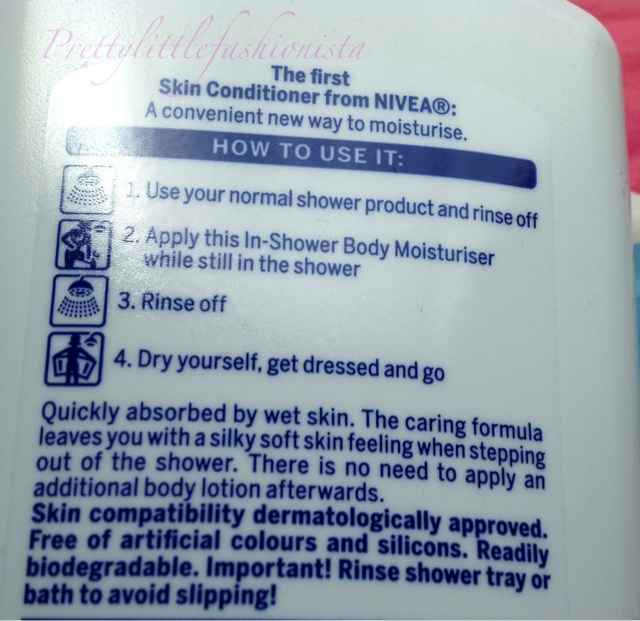 Prettylittlefashionista
The first
Skin Conditioner from NIVEA®:
A convenient new way to moisturise.
HOW TO USE IT:
1. Use your normal shower product and rinse off
2. Apply this In-Shower Body Moisturiser
while still in the shower
3. Rinse off
4. Dry yourself, get dressed and go
Quickly absorbed by wet skin. The caring formula
leaves you with a silky soft skin feeling when stepping
out of the shower. There is no need to apply an
additional body lotion afterwards.
Skin compatibility dermatologically approved.
Free of artificial colours and silicons. Readily
biodegradable. Important! Rinse shower tray or
bath to avoid slipping!